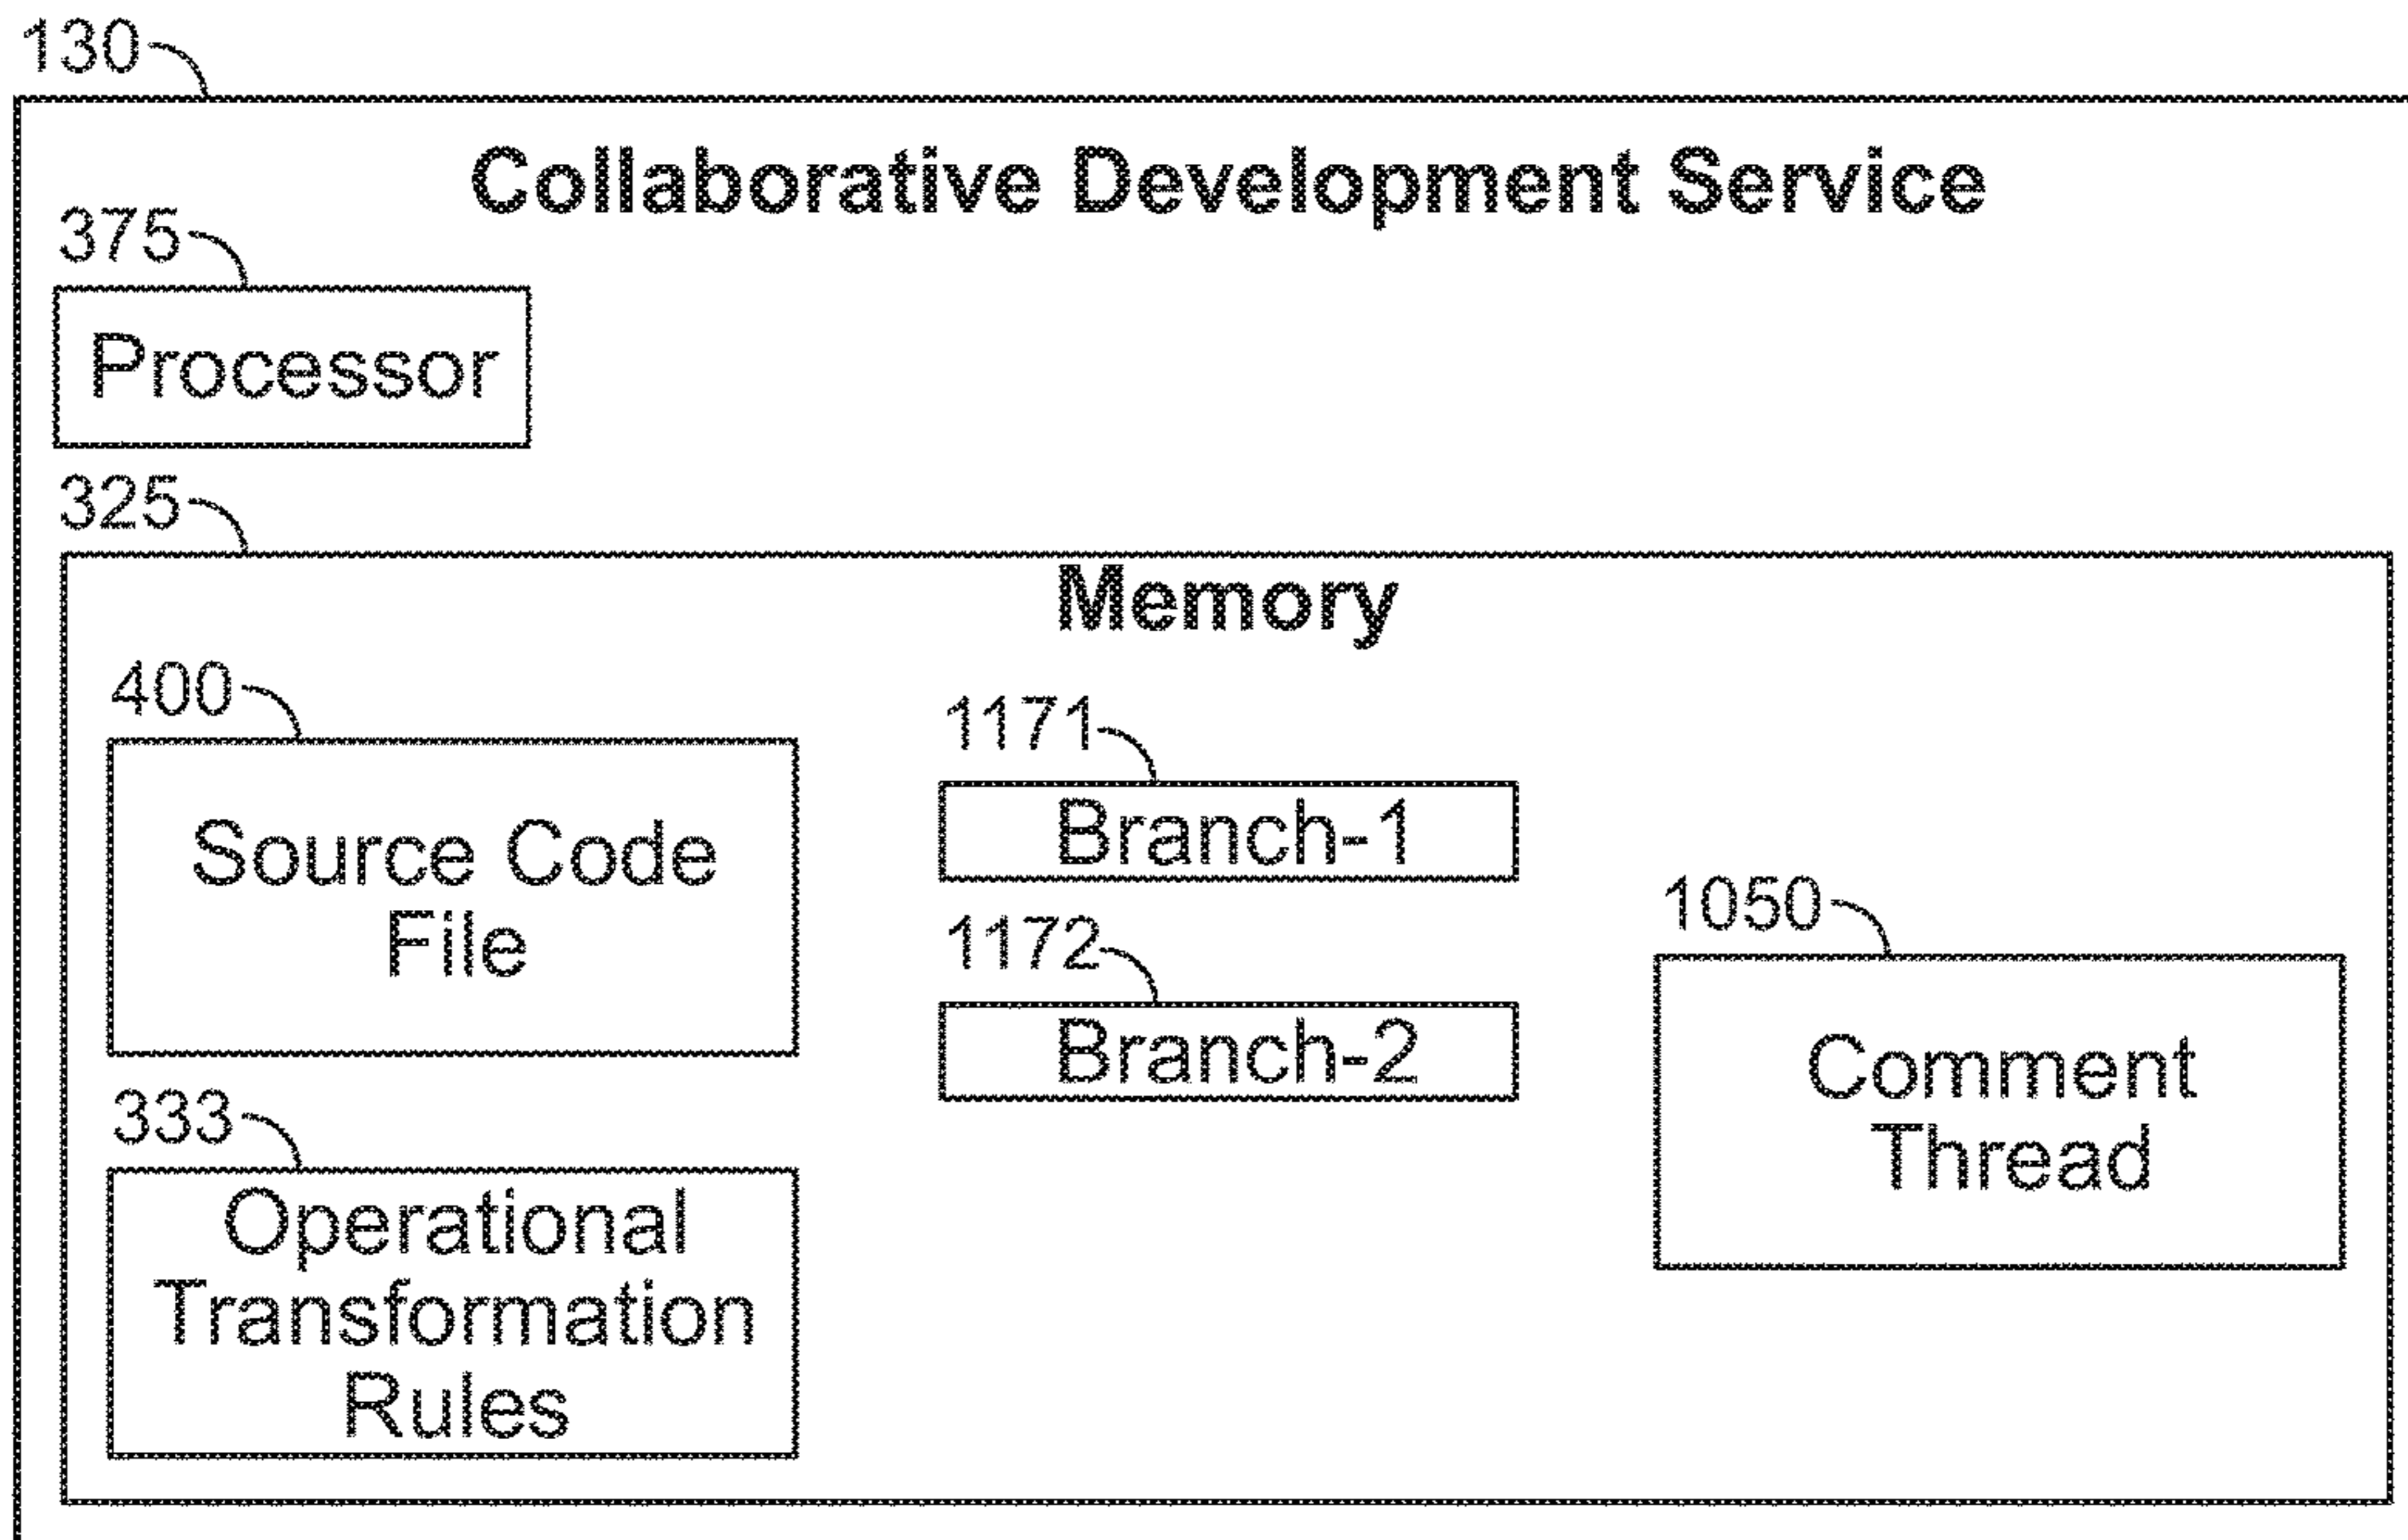 130
Collaborative Development Service
375
Processor
325
Memory
400
Source Code
File
1171
Branch-1
1172
Branch-2
1050
Comment
Thread
333
Operational
Transformation
Rules